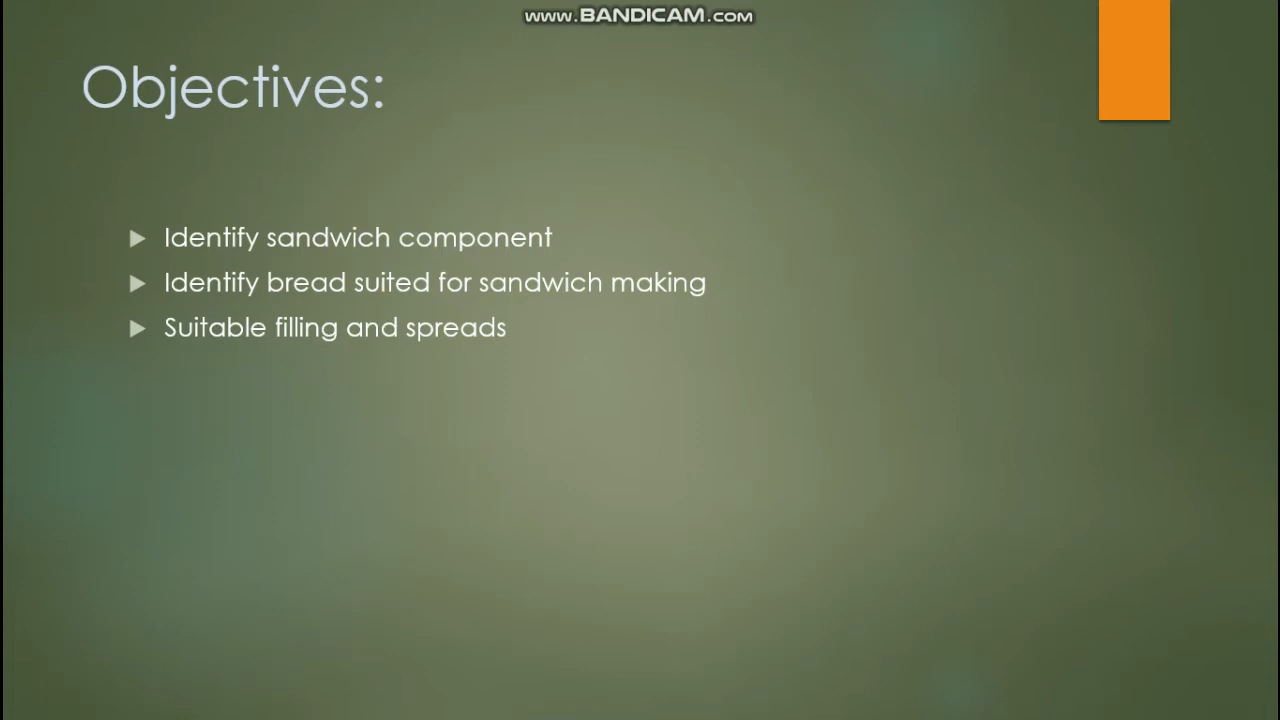 www.BANDICAM.com
Objectives:
Identify sandwich component
Identify bread suited for sandwich making
Suitable filling and spreads